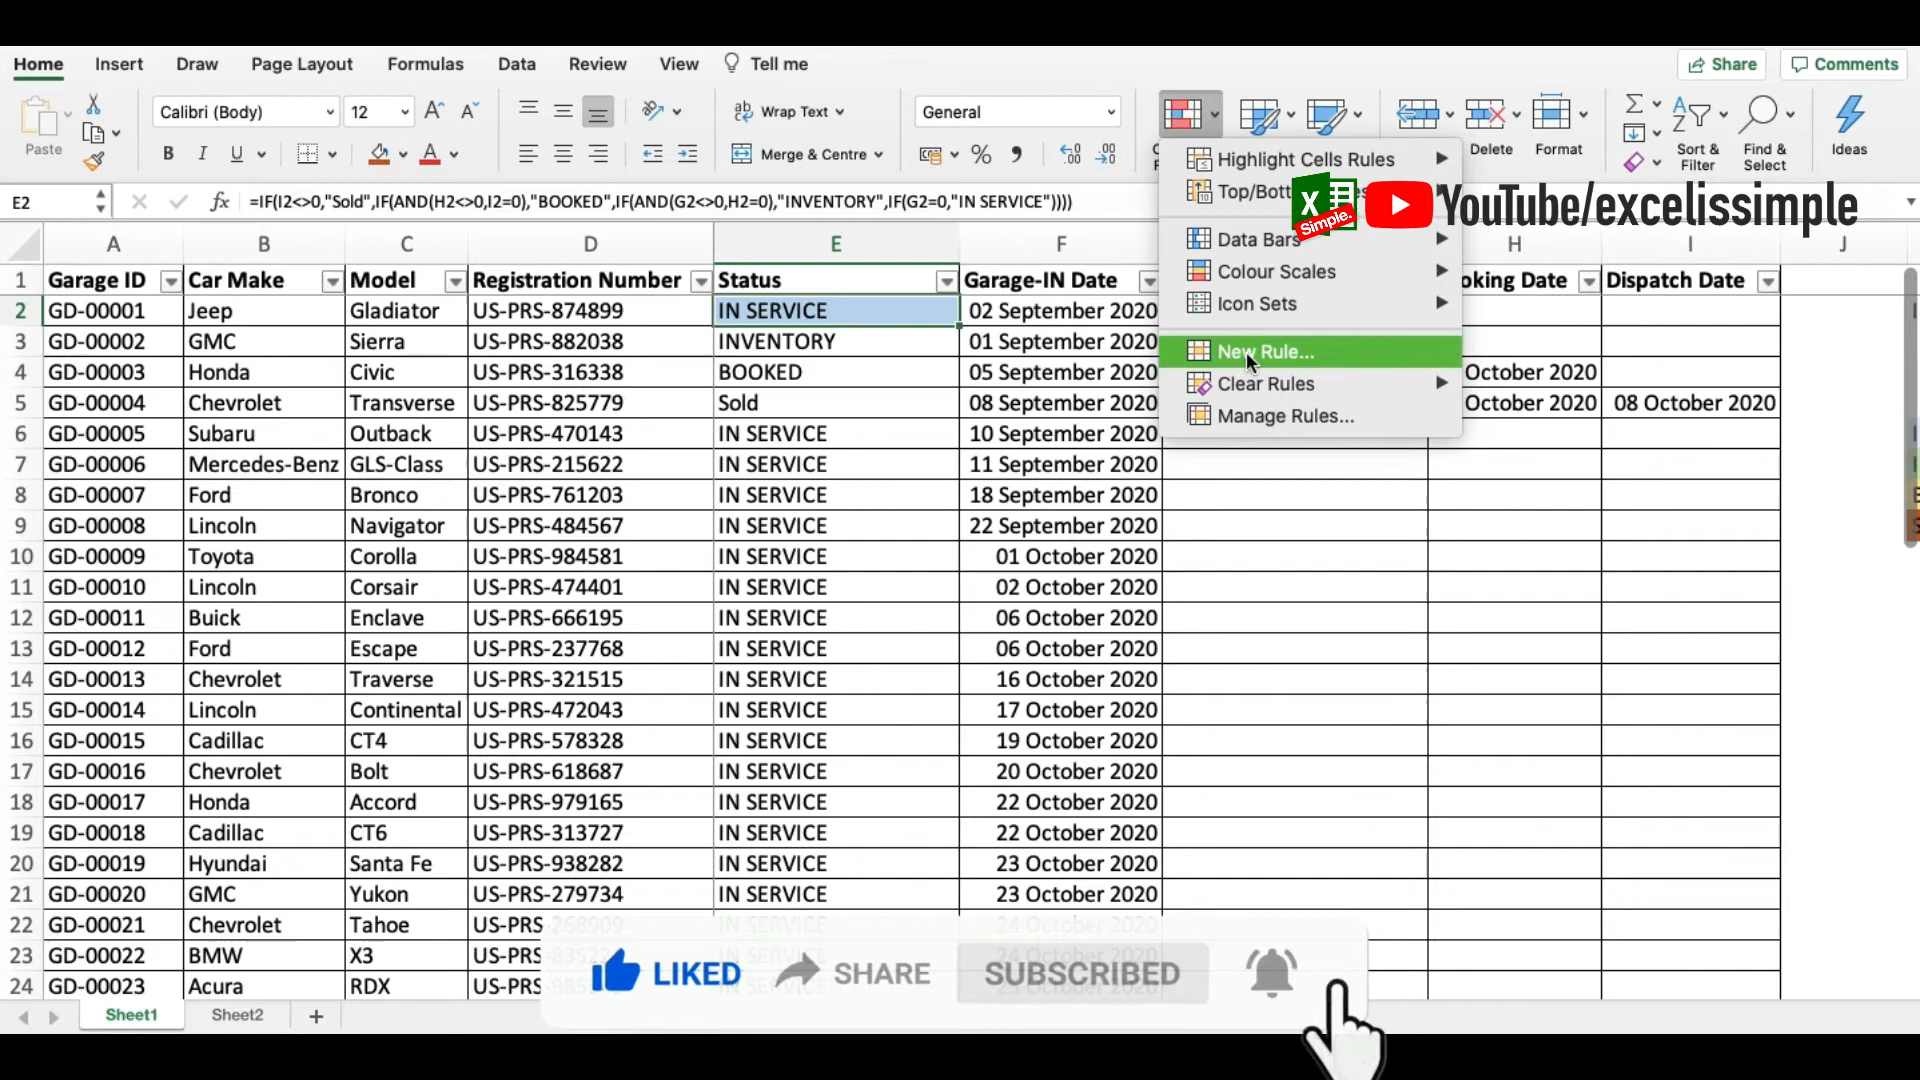 Home Insert Draw Page Layout Formulas Data Review View Tell me Share Comments
Paste Calibri (Body) 12 Wrap Text General
B I U Merge & Centre % Delete Format Sort & Filter Find & Select Ideas
E2 fx =IF(I2<>0,"Sold",IF(AND(H2<>0,I2=0),"BOOKED",IF(AND(G2<>0,H2=0),"INVENTORY",IF(G2=0,"IN SERVICE"))))
Highlight Cells Rules
Simple.
YouTube/excelissimple
Data Bars
Colour Scales
Icon Sets
New Rule...
Clear Rules
Manage Rules...
A B C D E F H I J
1 Garage ID Car Make Model Registration Number Status Garage-IN Date oking Date Dispatch Date
2 GD-00001 Jeep Gladiator US-PRS-874899 IN SERVICE 02 September 2020
3 GD-00002 GMC Sierra US-PRS-882038 INVENTORY 01 September 2020
4 GD-00003 Honda Civic US-PRS-316338 BOOKED 05 September 2020 October 2020
5 GD-00004 Chevrolet Transverse US-PRS-825779 Sold 08 September 2020 October 2020 08 October 2020
6 GD-00005 Subaru Outback US-PRS-470143 IN SERVICE 10 September 2020
7 GD-00006 Mercedes-Benz GLS-Class US-PRS-215622 IN SERVICE 11 September 2020
8 GD-00007 Ford Bronco US-PRS-761203 IN SERVICE 18 September 2020
9 GD-00008 Lincoln Navigator US-PRS-484567 IN SERVICE 22 September 2020
10 GD-00009 Toyota Corolla US-PRS-984581 IN SERVICE 01 October 2020
11 GD-00010 Lincoln Corsair US-PRS-474401 IN SERVICE 02 October 2020
12 GD-00011 Buick Enclave US-PRS-666195 IN SERVICE 06 October 2020
13 GD-00012 Ford Escape US-PRS-237768 IN SERVICE 06 October 2020
14 GD-00013 Chevrolet Traverse US-PRS-321515 IN SERVICE 16 October 2020
15 GD-00014 Lincoln Continental US-PRS-472043 IN SERVICE 17 October 2020
16 GD-00015 Cadillac CT4 US-PRS-578328 IN SERVICE 19 October 2020
17 GD-00016 Chevrolet Bolt US-PRS-618687 IN SERVICE 20 October 2020
18 GD-00017 Honda Accord US-PRS-979165 IN SERVICE 22 October 2020
19 GD-00018 Cadillac CT6 US-PRS-313727 IN SERVICE 22 October 2020
20 GD-00019 Hyundai Santa Fe US-PRS-938282 IN SERVICE 23 October 2020
21 GD-00020 GMC Yukon US-PRS-279734 IN SERVICE 23 October 2020
22 GD-00021 Chevrolet Tahoe US-PRS-268909 IN SERVICE 24 October 2020
23 GD-00022 BMW X3 US-PRS
24 GD-00023 Acura RDX US-PRS
LIKED SHARE SUBSCRIBED
Sheet1 Sheet2 +